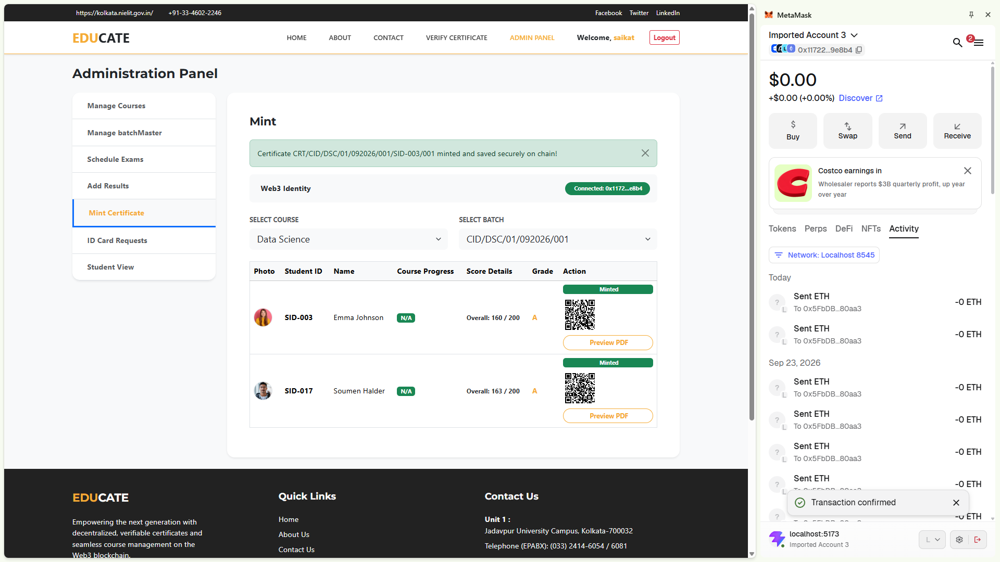 https://kolkata.nielit.gov.in/ +91-33-4602-2246 Facebook Twitter LinkedIn
EDUCATE HOME ABOUT CONTACT VERIFY CERTIFICATE ADMIN PANEL Welcome, saikat Logout
Administration Panel
Manage Courses
Manage batchMaster
Schedule Exams
Add Results
Mint Certificate
ID Card Requests
Student View
Mint
Certificate CRT/CID/DSC/01/092026/001/SID-003/001 minted and saved securely on chain!
Web3 Identity Connected: 0x1172...e8b4
SELECT COURSE SELECT BATCH
Data Science CID/DSC/01/092026/001
Photo Student ID Name Course Progress Score Details Grade Action
Minted
SID-003 Emma Johnson N/A Overall: 160 / 200 A
Preview PDF
Minted
SID-017 Soumen Halder N/A Overall: 163 / 200 A
Preview PDF
EDUCATE
Empowering the next generation with
decentralized, verifiable certificates and
seamless course management on the
Web3 blockchain.
Quick Links
Home
About Us
Contact Us
Contact Us
Unit 1 :
Jadavpur University Campus, Kolkata-700032
Telephone (EPABX): (033) 2414-6054 / 6081
MetaMask
Imported Account 3
0x11722...9e8b4
2
$0.00
+$0.00 (+0.00%) Discover
Buy Swap Send Receive
Costco earnings in
Wholesaler reports $3B quarterly profit, up year
over year
Tokens Perps DeFi NFTs Activity
Network: Localhost 8545
Today
Sent ETH -0 ETH
To 0x5FbDB...80aa3
Sent ETH -0 ETH
To 0x5FbDB...80aa3
Sep 23, 2026
Sent ETH -0 ETH
To 0x5FbDB...80aa3
Sent ETH -0 ETH
To 0x5FbDB...80aa3
Sent ETH -0 ETH
To 0x5FbDB...80aa3
Sent ETH -0 ETH
Transaction confirmed
-0 ETH
localhost:5173
Imported Account 3
L